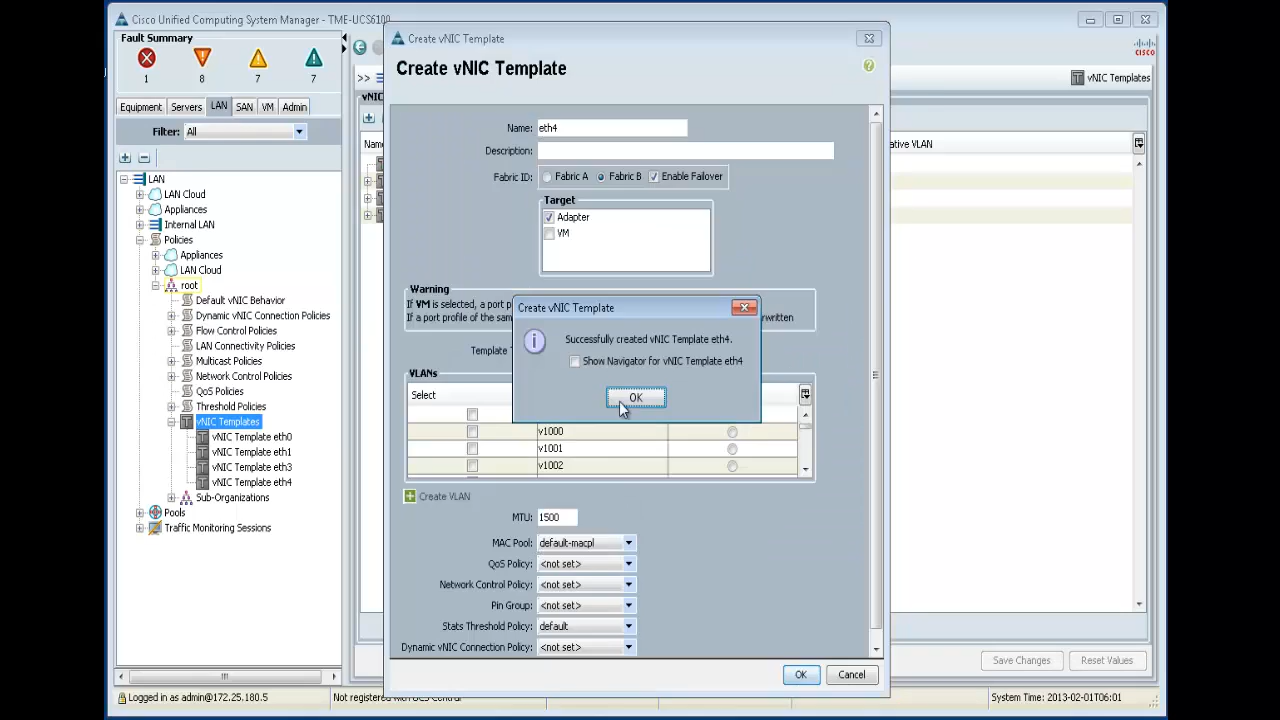 Cisco Unified Computing System Manager - TME-UCS6100
Fault Summary
1 8 7 7
Equipment Servers LAN SAN VM Admin
Filter: All
LAN
LAN Cloud
Appliances
Internal LAN
Policies
Appliances
LAN Cloud
root
Default vNIC Behavior
Dynamic vNIC Connection Policies
Flow Control Policies
LAN Connectivity Policies
Multicast Policies
Network Control Policies
QoS Policies
Threshold Policies
vNIC Templates
vNIC Template eth0
vNIC Template eth1
vNIC Template eth3
vNIC Template eth4
Sub-Organizations
Pools
Traffic Monitoring Sessions
Logged in as admin@172.25.180.5
Create vNIC Template
Create vNIC Template
Name: eth4
Description:
Fabric ID: Fabric A Fabric B Enable Failover
Target
Adapter
VM
Warning
If VM is selected, a port p
If a port profile of the sam
rwritten
Template T
Create vNIC Template
Successfully created vNIC Template eth4.
Show Navigator for vNIC Template eth4
OK
VLANs
Select
v1000
v1001
v1002
Create VLAN
MTU: 1500
MAC Pool: default-macpl
QoS Policy: <not set>
Network Control Policy: <not set>
Pin Group: <not set>
Stats Threshold Policy: default
Dynamic vNIC Connection Policy: <not set>
OK Cancel
CISCO
>>
vNIC Templates
vNIC
Nam
ative VLAN
Save Changes Reset Values
Not registered with UCS Central
System Time: 2013-02-01T06:01